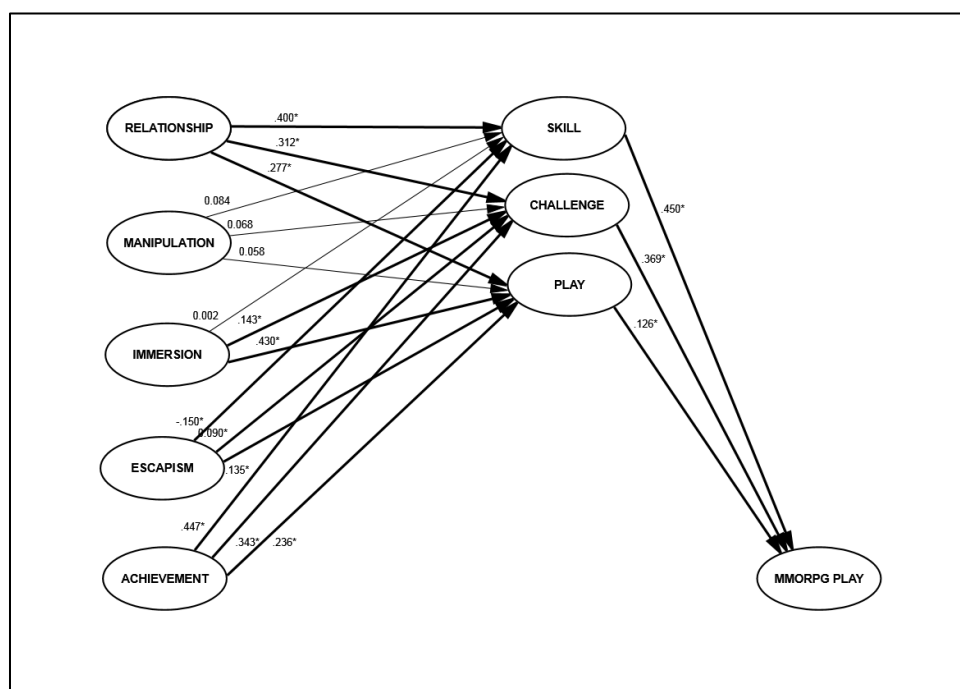 RELATIONSHIP
.400*
SKILL
.312*
.277*
0.084
CHALLENGE
.450*
MANIPULATION
0.068
0.058
.369*
PLAY
0.002
.143*
.126*
IMMERSION
.430*
-.150*
0.090*
ESCAPISM
.135*
.447*
.343*
.236*
ACHIEVEMENT
MMORPG PLAY